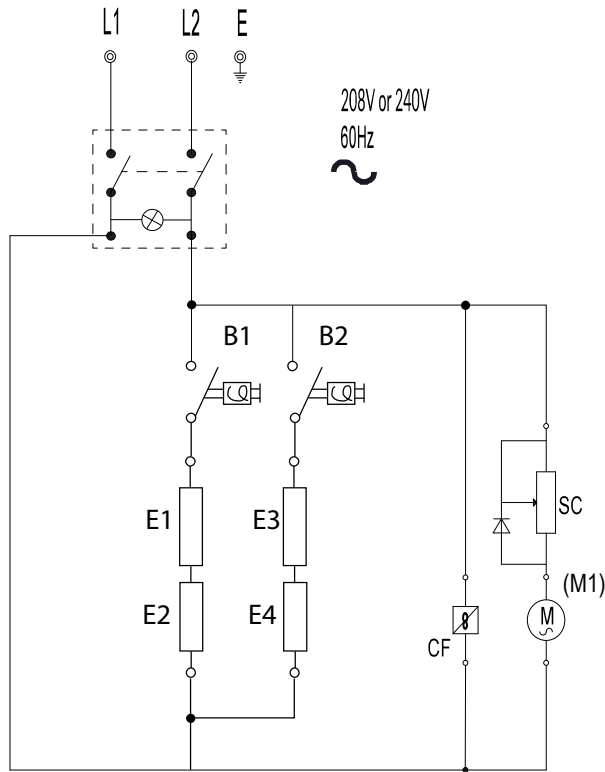 L1 L2 E
208V or 240V
60Hz
B1 B2
E1 E3
SC
E2 E4
(M1)
M
CF